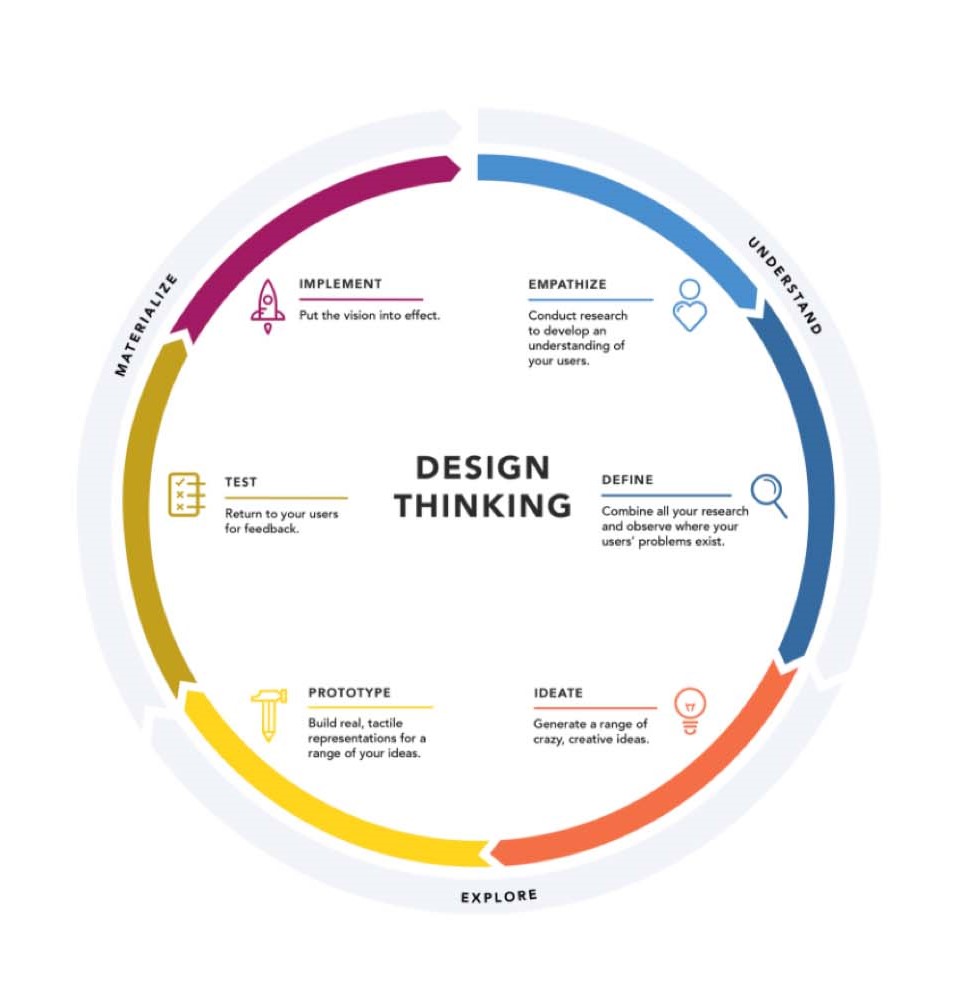 UNDERSTAND
EMPATHIZE
Conduct research
to develop an
understanding of
your users.
DEFINE
Combine all your research
and observe where your
users' problems exist.
EXPLORE
IDEATE
Generate a range of
crazy, creative ideas.
PROTOTYPE
Build real, tactile
representations for a
range of your ideas.
MATERIALIZE
TEST
Return to your users
for feedback.
IMPLEMENT
Put the vision into effect.
DESIGN
THINKING